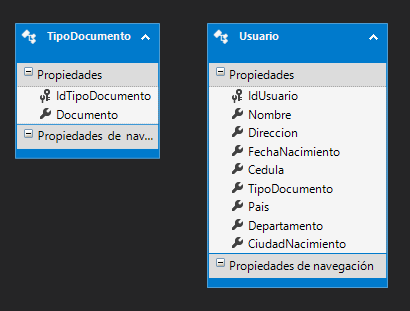 TipoDocumento
Propiedades
IdTipoDocumento
Documento
Propiedades de nav...
Usuario
Propiedades
IdUsuario
Nombre
Direccion
FechaNacimiento
Cedula
TipoDocumento
Pais
Departamento
CiudadNacimiento
Propiedades de navegación